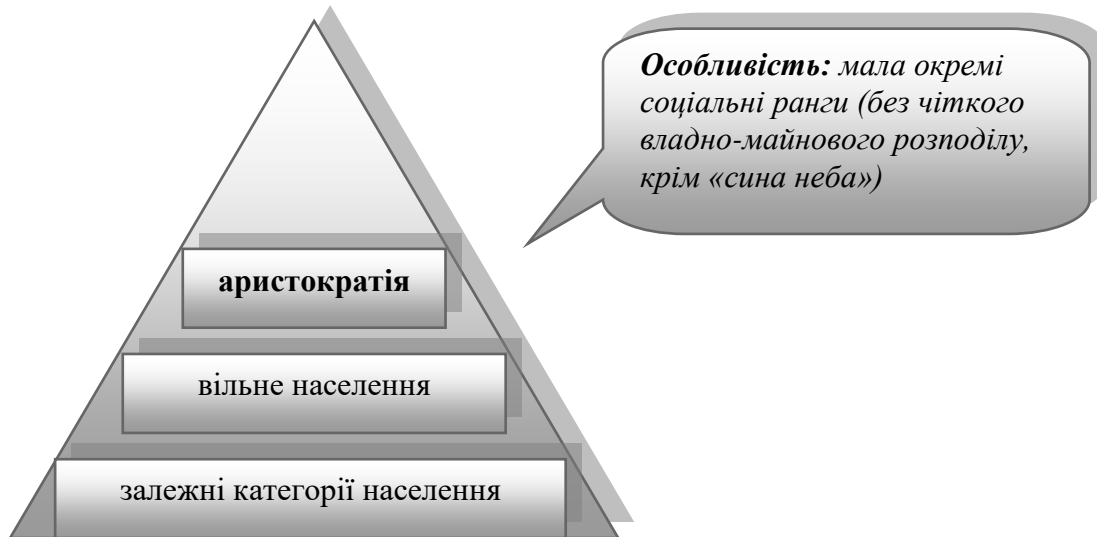 Особливість: мала окремі
соціальні ранги (без чіткого
владно-майнового розподілу,
крім «сина неба»)
аристократія
вільне населення
залежні категорії населення